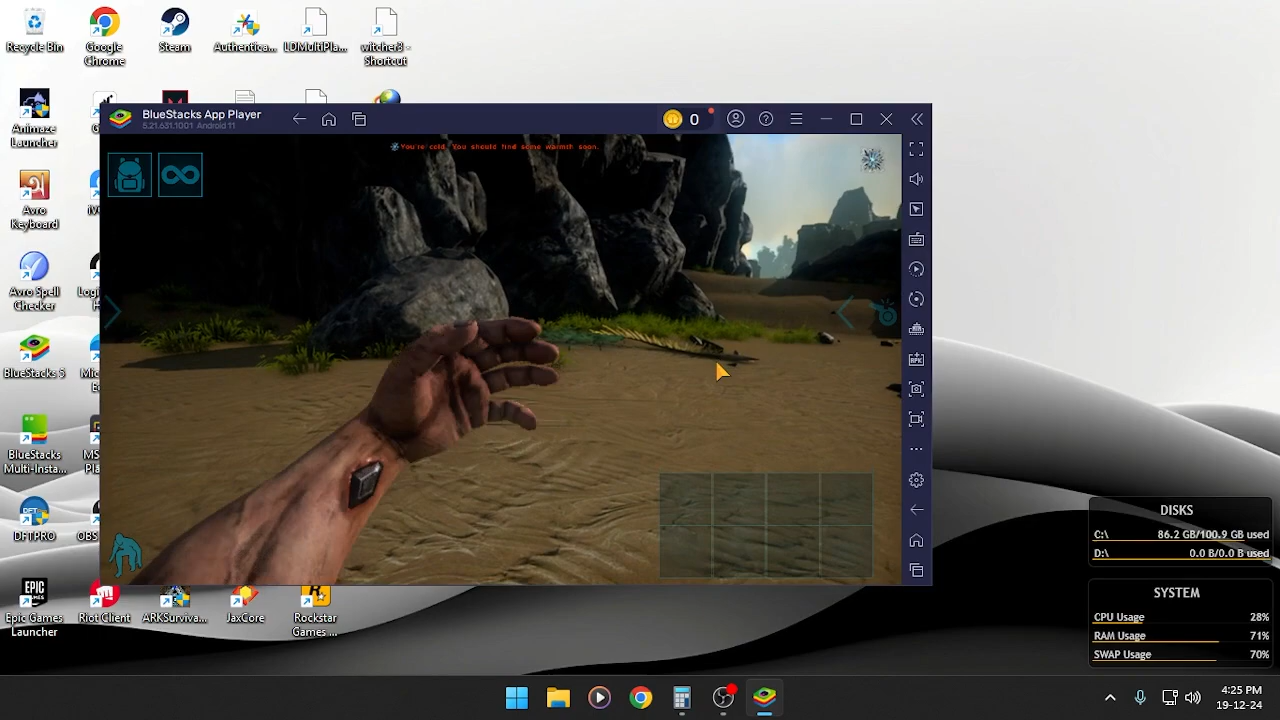 Recycle Bin
Google
Chrome
Steam
Authentica...
LDMultiPla...
witcher3 -
Shortcut
Animaze
Launcher
Avro
Keyboard
Avro Spell
Checker
BlueStacks 5
BlueStacks
Multi-Insta...
DFTPRO
OBS
Epic Games
Launcher
Riot Client
ARKSurviva...
JaxCore
Rockstar
Games ...
BlueStacks App Player
5.21.631.1001 Android 11
0
You're cold. You should find some warmth soon.
DISKS
C:\ 86.2 GB/100.9 GB used
D:\ 0.0 B/0.0 B used
SYSTEM
CPU Usage 28%
RAM Usage 71%
SWAP Usage 70%
4:25 PM
19-12-24